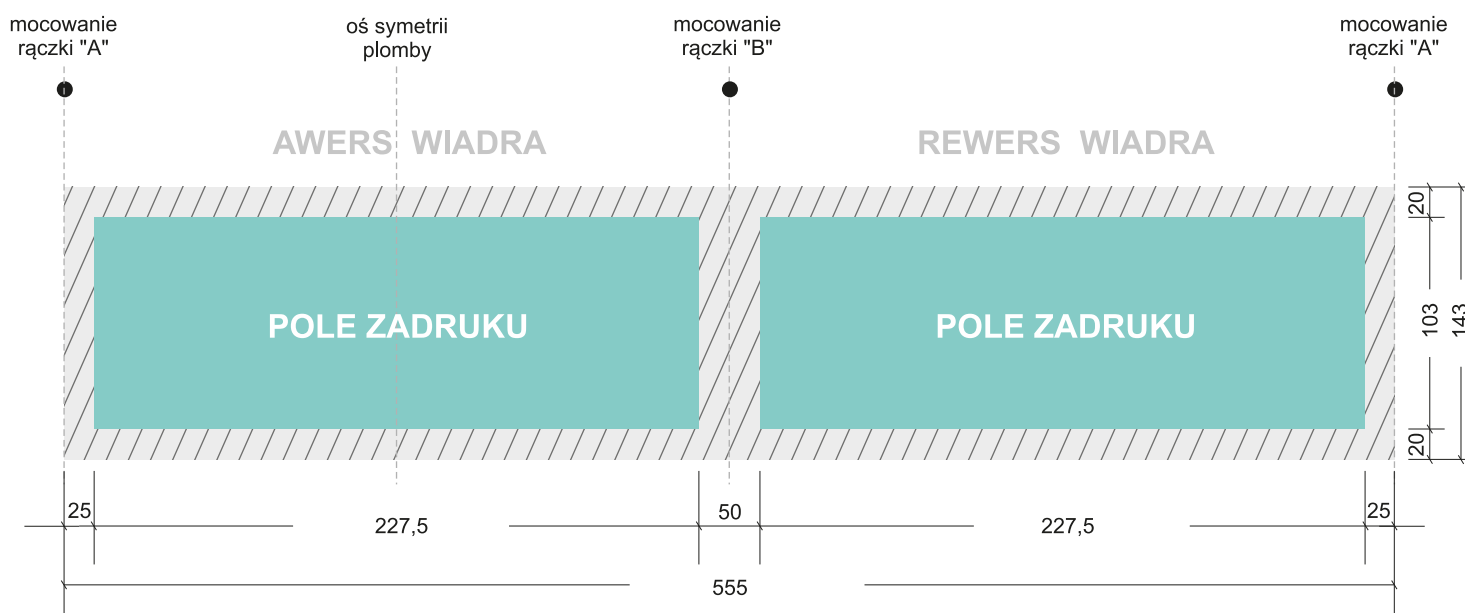 mocowanie
rączki "A"
oś symetrii
plomby
mocowanie
rączki "B"
mocowanie
rączki "A"
AWERS WIADRA
REWERS WIADRA
POLE ZADRUKU
POLE ZADRUKU
20
103
143
20
25
227,5
50
227,5
25
555